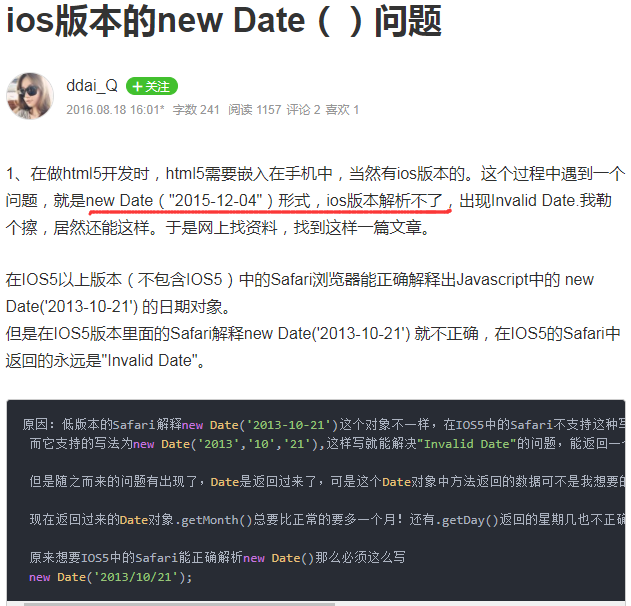 ios版本的new Date（）问题
ddai_Q +关注
2016.08.18 16:01* 字数 241 阅读 1157 评论 2 喜欢 1
1、在做html5开发时，html5需要嵌入在手机中，当然有ios版本的。这个过程中遇到一个
问题，就是new Date（"2015-12-04"）形式，ios版本解析不了，出现Invalid Date.我勒
个擦，居然还能这样。于是网上找资料，找到这样一篇文章。
在IOS5以上版本（不包含IOS5）中的Safari浏览器能正确解释出Javascript中的 new
Date('2013-10-21') 的日期对象。
但是在IOS5版本里面的Safari解释new Date('2013-10-21') 就不正确，在IOS5的Safari中
返回的永远是"Invalid Date"。
原因：低版本的Safari解释new Date('2013-10-21')这个对象不一样，在IOS5中的Safari不支持这种写
而它支持的写法为new Date('2013','10','21'),这样写就能解决"Invalid Date"的问题，能返回一个
但是随之而来的问题有出现了，Date是返回过来了，可是这个Date对象中方法返回的数据可不是我想要的
现在返回过来的Date对象.getMonth()总要比正常的要多一个月！还有.getDay()返回的星期几也不正确
原来想要IOS5中的Safari能正确解析new Date()那么必须这么写
new Date('2013/10/21');